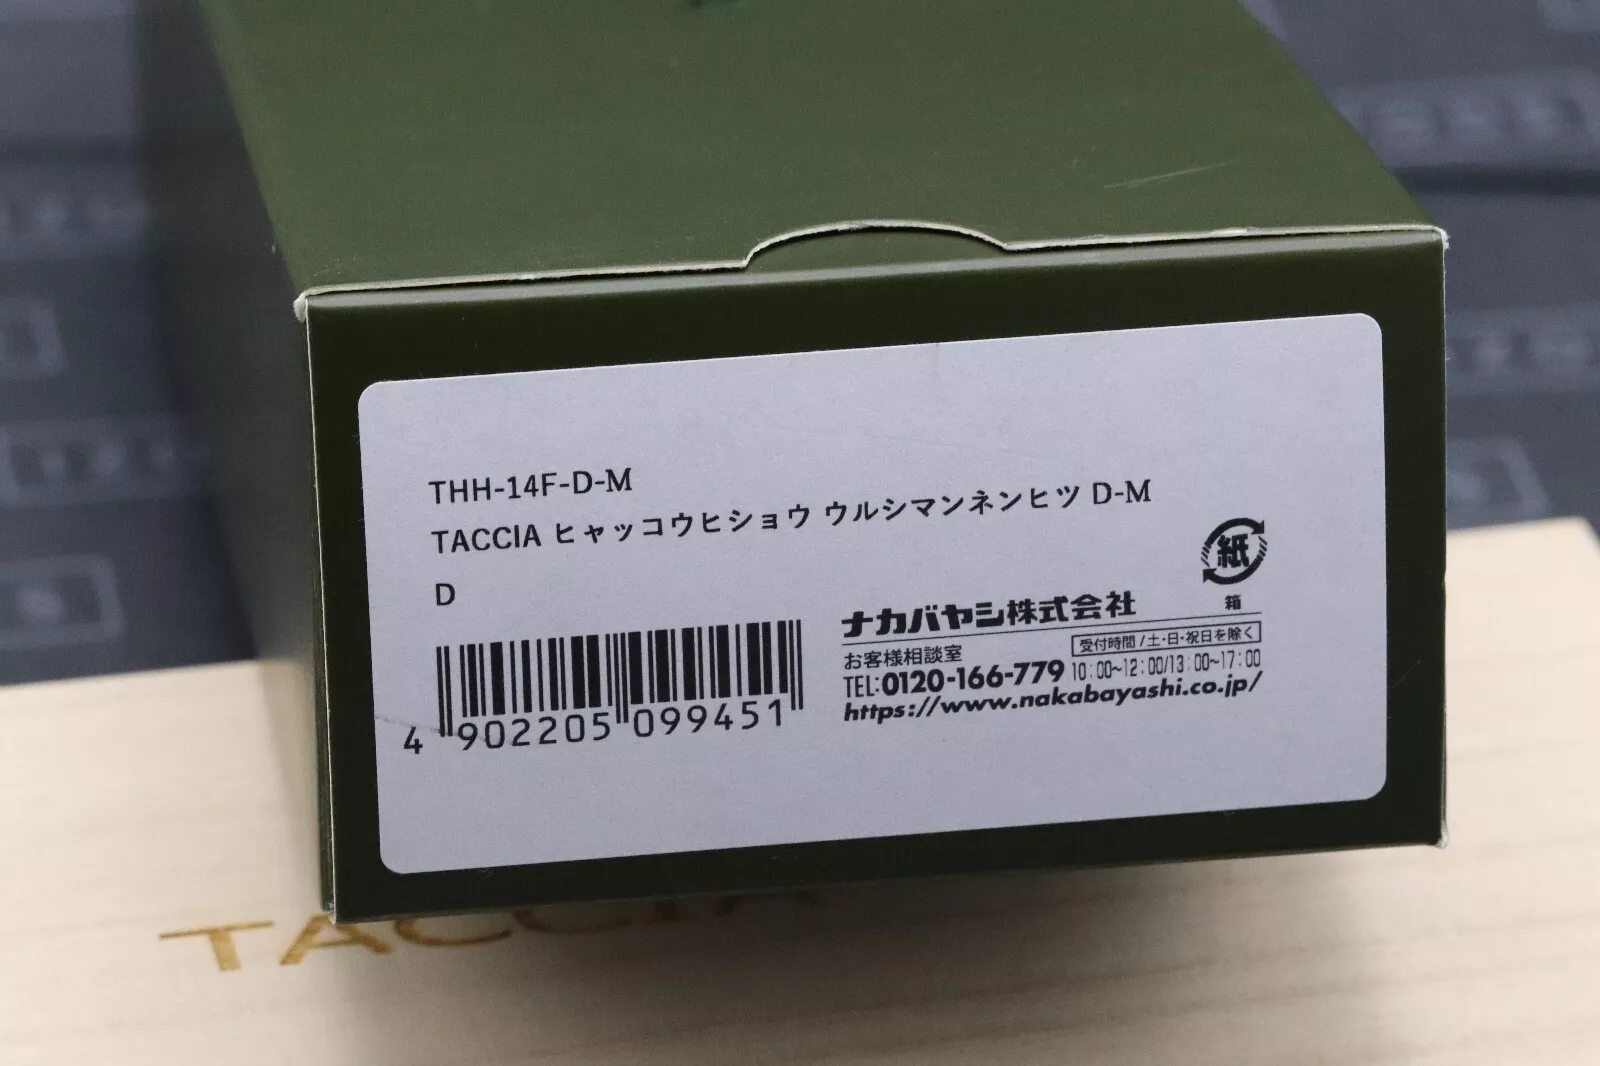 THH-14F-D-M
TACCIA ヒャッコウヒショウ ウルシマンネンヒツ D-M
D
4 902205 099451
紙
箱
ナカバヤシ株式会社
お客様相談室
受付時間/土・日・祝日を除く
TEL:0120-166-779 10:00~12:00/13:00~17:00
https://www.nakabayashi.co.jp/
TACCIA